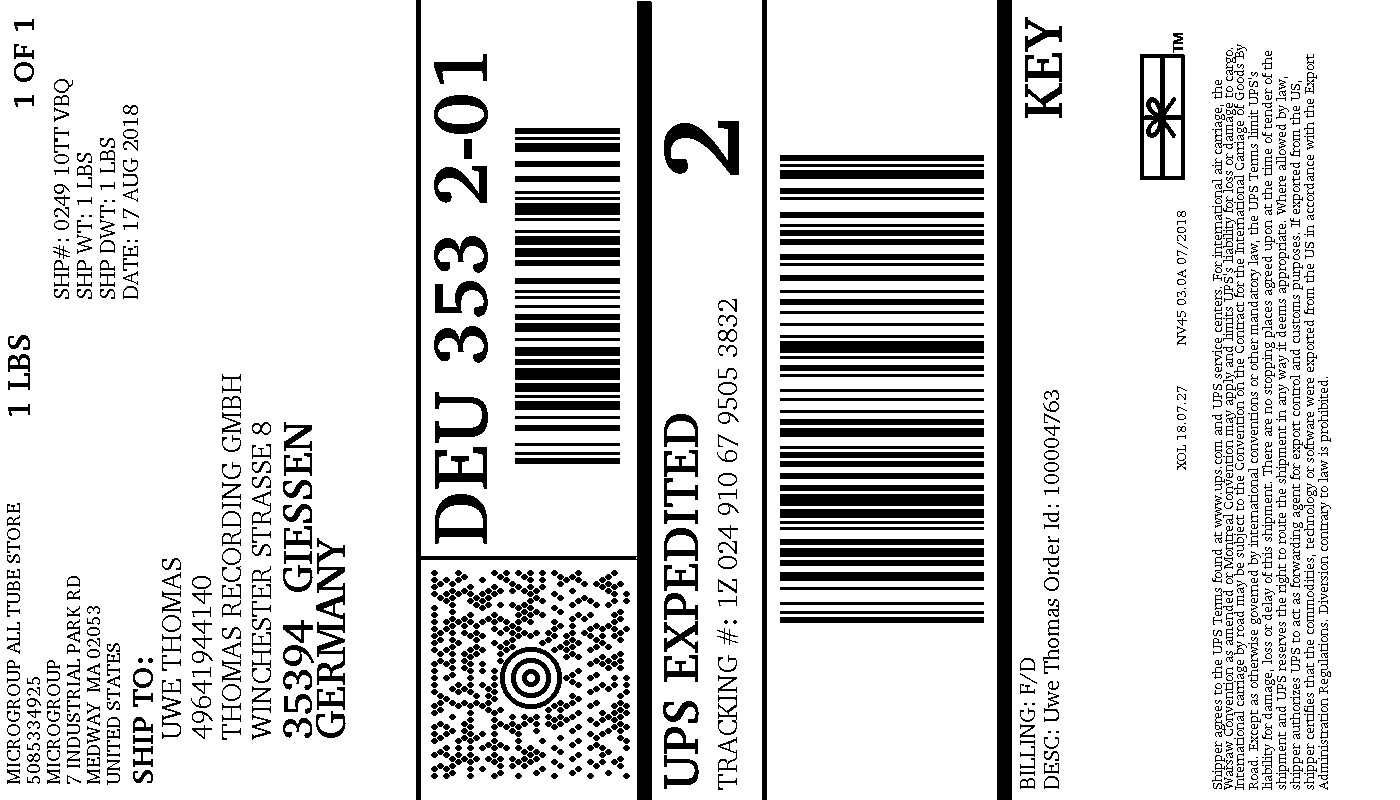 MICROGROUP ALL TUBE STORE
5085334925
MICROGROUP
7 INDUSTRIAL PARK RD
MEDWAY MA 02053
UNITED STATES
1 LBS
1 OF 1
SHP#: 0249 10TT VBQ
SHP WT: 1 LBS
SHP DWT: 1 LBS
DATE: 17 AUG 2018
SHIP TO:
UWE THOMAS
4964194414​0
THOMAS RECORDING GMBH
WINCHESTER STRASSE 8
35394 GIESSEN
GERMANY
DEU 353 2-01
UPS EXPEDITED
2
TRACKING #: 1Z 024 910 67 9505 3832
BILLING: F/D
DESC: Uwe Thomas Order Id: 100004763
KEY
XOL 18.07.27 NV45 03.0A 07/2018
TM
Shipper agrees to the UPS Terms found at www.ups.com and UPS service centers. For international air carriage, the
Warsaw Convention as amended or Montreal Convention may apply and limits UPS's liability for loss or damage to cargo.
International carriage by road may be subject to the Convention on the Contract for the International Carriage of Goods By
Road. Except as otherwise governed by international conventions or other mandatory law, the UPS Terms limit UPS's
liability for damage, loss or delay of this shipment. There are no stopping places agreed upon at the time of tender of the
shipment and UPS reserves the right to route the shipment in any way it deems appropriate. Where allowed by law,
shipper authorizes UPS to act as forwarding agent for export control and customs purposes. If exported from the US,
shipper certifies that the commodities, technology or software were exported from the US in accordance with the Export
Administration Regulations. Diversion contrary to law is prohibited.